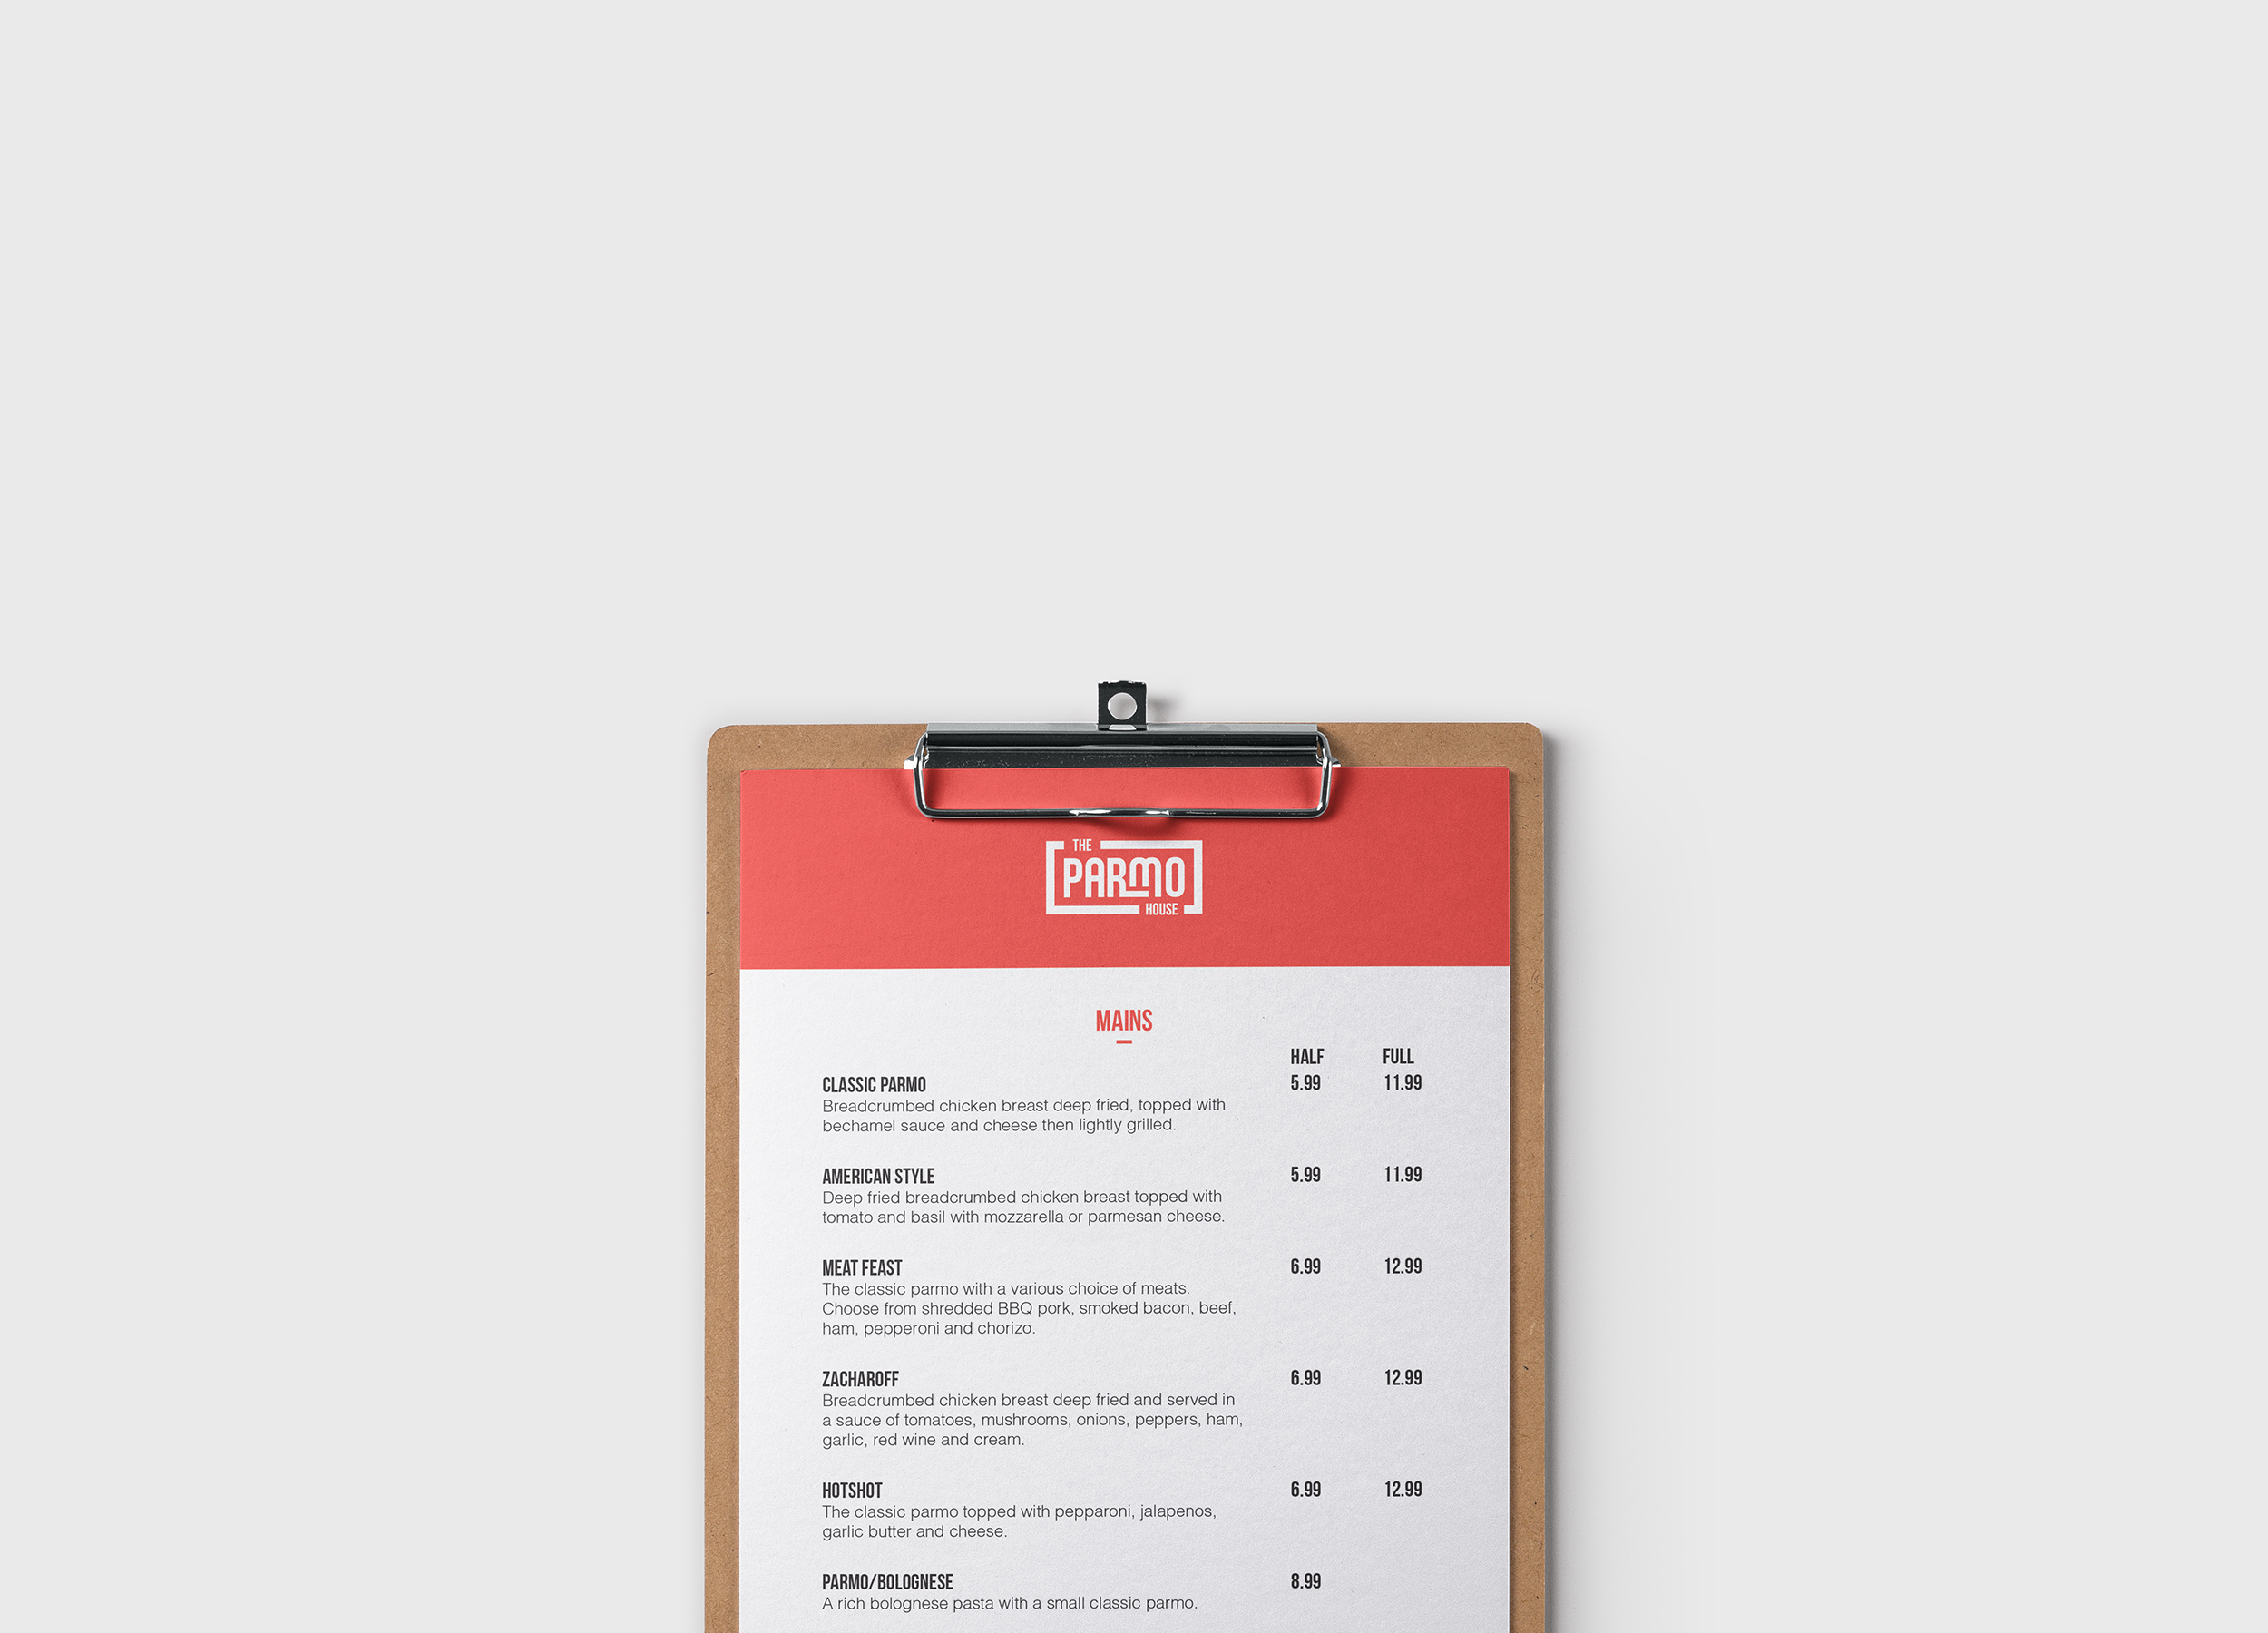 THE
PARMO
HOUSE
MAINS
HALF FULL
CLASSIC PARMO 5.99 11.99
Breadcrumbed chicken breast deep fried, topped with
bechamel sauce and cheese then lightly grilled.
AMERICAN STYLE 5.99 11.99
Deep fried breadcrumbed chicken breast topped with
tomato and basil with mozzarella or parmesan cheese.
MEAT FEAST 6.99 12.99
The classic parmo with a various choice of meats.
Choose from shredded BBQ pork, smoked bacon, beef,
ham, pepperoni and chorizo.
ZACHAROFF 6.99 12.99
Breadcrumbed chicken breast deep fried and served in
a sauce of tomatoes, mushrooms, onions, peppers, ham,
garlic, red wine and cream.
HOTSHOT 6.99 12.99
The classic parmo topped with pepparoni, jalapenos,
garlic butter and cheese.
PARMO/BOLOGNESE 8.99
A rich bolognese pasta with a small classic parmo.